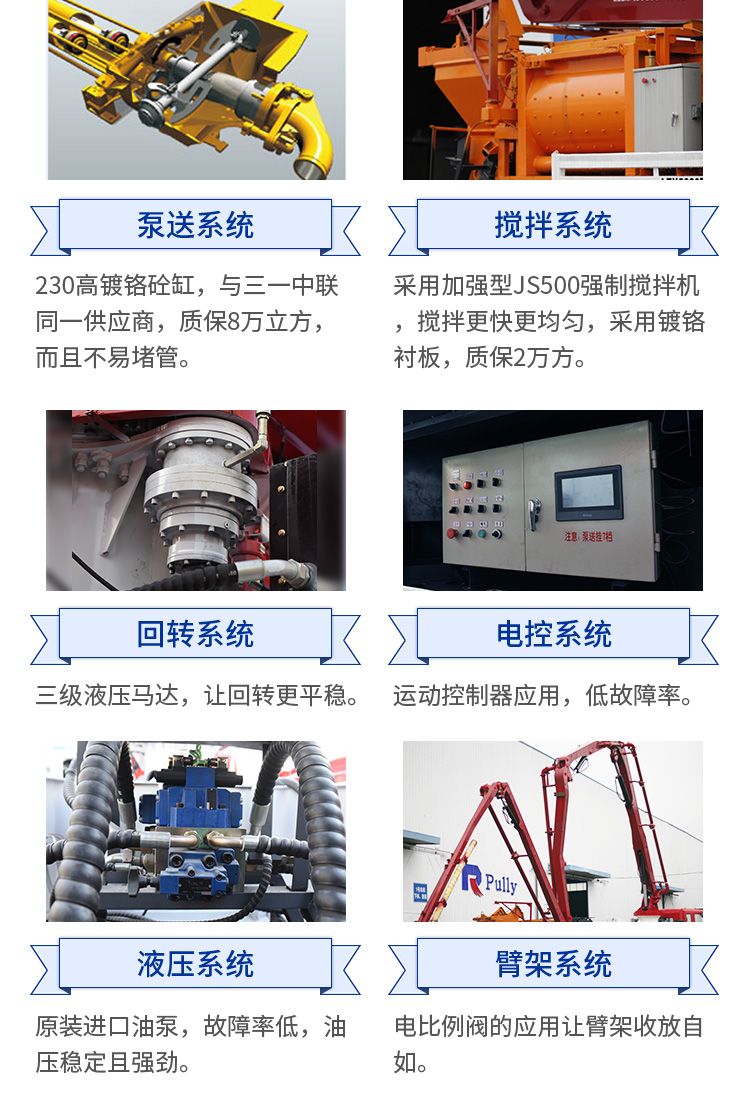 泵送系统
搅拌系统
230高镀铬砼缸，与三一中联
同一供应商，质保8万立方，
而且不易堵管。
采用加强型JS500强制搅拌机
，搅拌更快更均匀，采用镀铬
衬板，质保2万方。
注意：泵送挂7档
回转系统
电控系统
三级液压马达，让回转更平稳。
运动控制器应用，低故障率。
Pully
液压系统
臂架系统
原装进口油泵，故障率低，油
压稳定且强劲。
电比例阀的应用让臂架收放自
如。